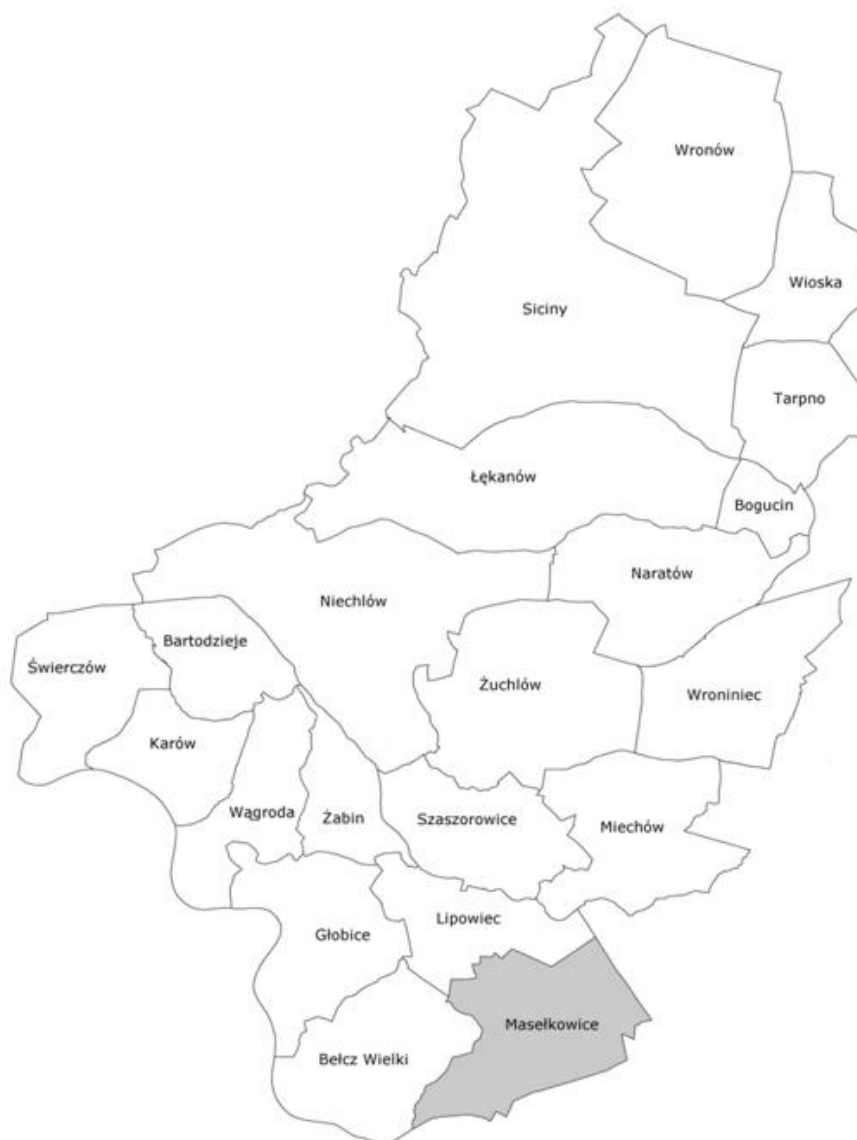 Wronów
Wioska
Siciny
Tarpno
Łękanów
Bogucin
Naratów
Niechlów
Bartodzieje
Świerczów
Żuchlów
Wroniniec
Karów
Wągroda
Żabin
Szaszorowice
Miechów
Lipowiec
Głobice
Masełkowice
Bełcz Wielki